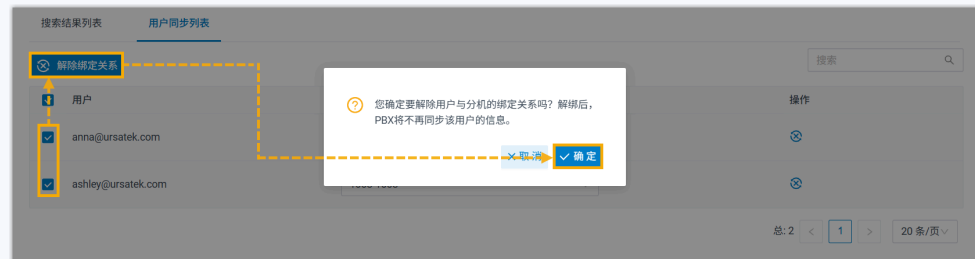 搜索结果列表 用户同步列表
解除绑定关系 搜索
用户 操作
您确定要解除用户与分机的绑定关系吗？解绑后，
PBX将不再同步该用户的信息。
anna@ursatek.com
取消 确定
ashley@ursatek.com
总: 2 < 1 > 20 条/页